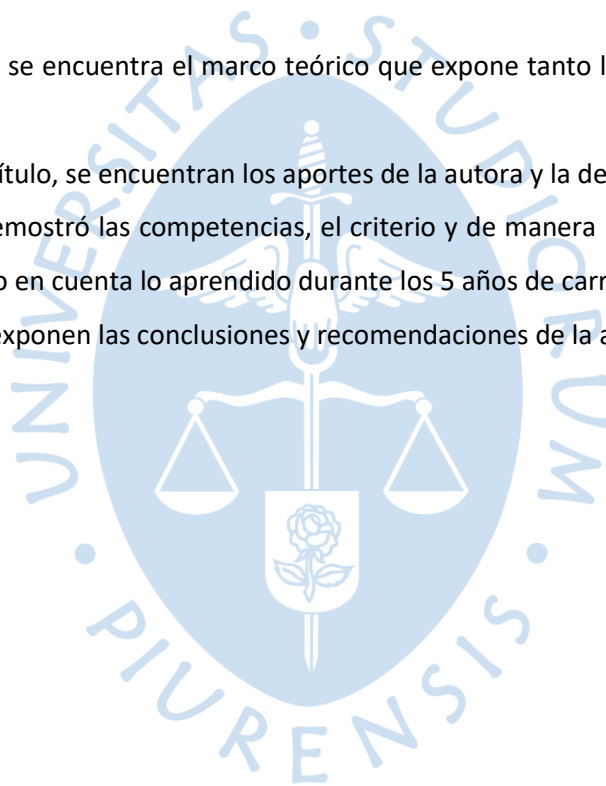 se encuentra el marco teórico que expone tanto l
ítulo, se encuentran los aportes de la autora y la de
emostró las competencias, el criterio y de manera
o en cuenta lo aprendido durante los 5 años de carr
exponen las conclusiones y recomendaciones de la a
UNIVERSITAS • STUDIORUM • PIURENSIS •